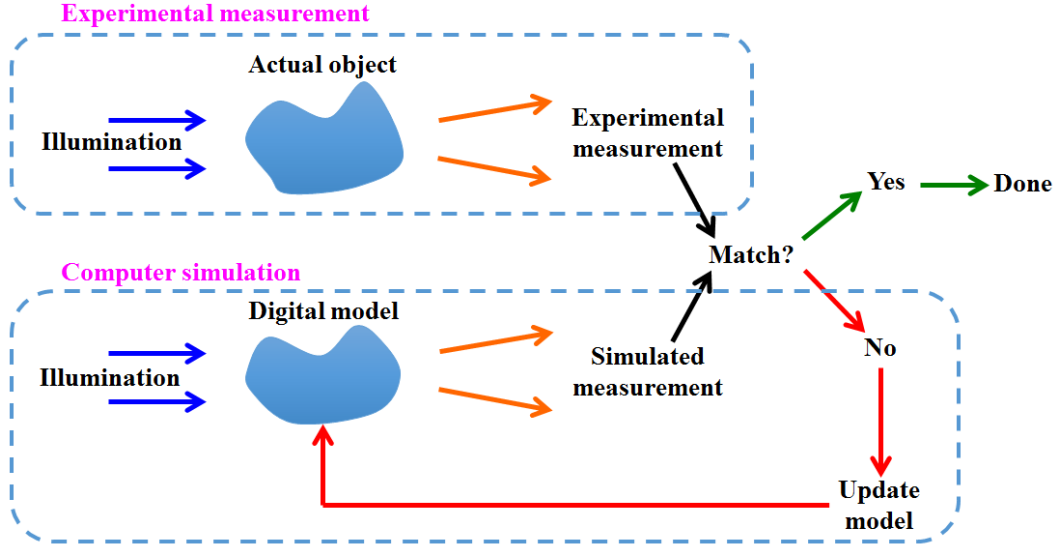 Experimental measurement
Actual object
Illumination
Experimental
measurement
Yes
Done
Match?
Computer simulation
Digital model
Illumination
Simulated
measurement
No
Update
model